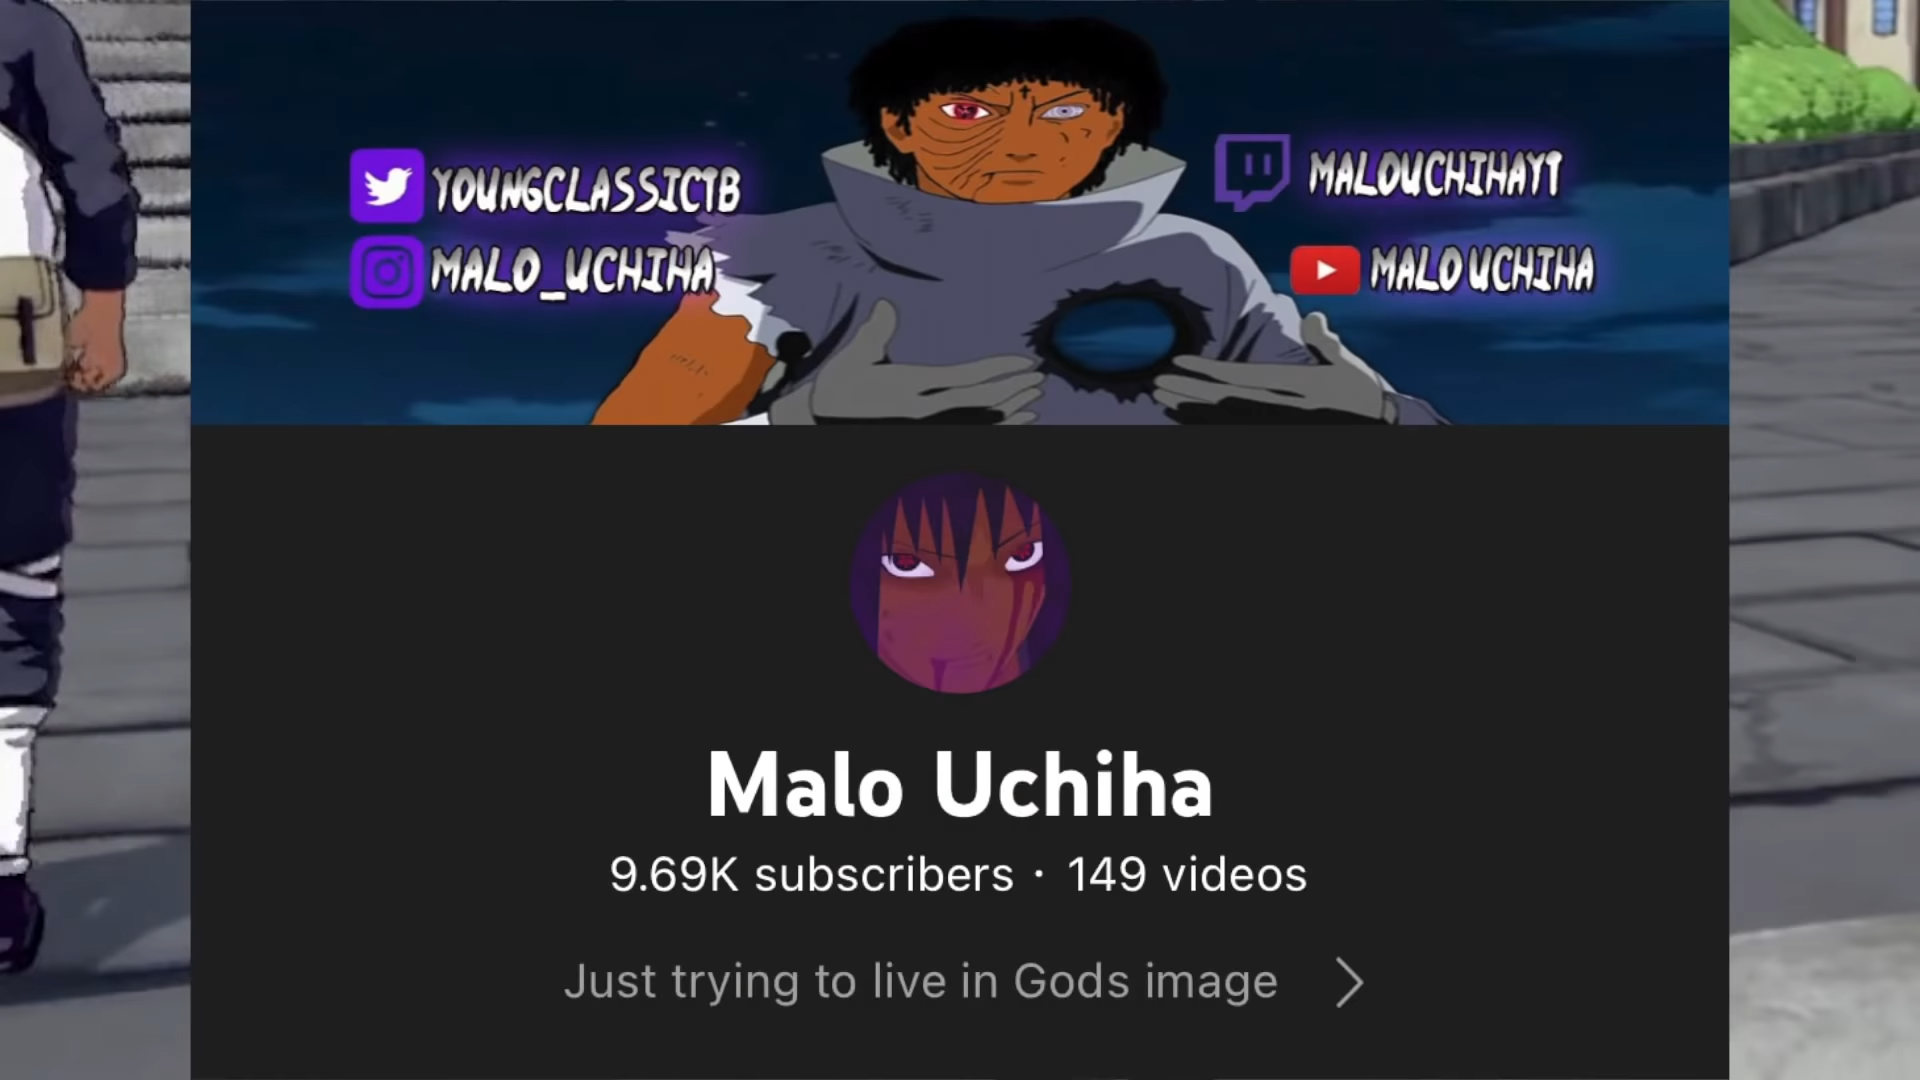 YOUNGCLASSICTB
MALO_UCHIHA
MALOUCHIHAYT
MALO UCHIHA
Malo Uchiha
9.69K subscribers · 149 videos
Just trying to live in Gods image